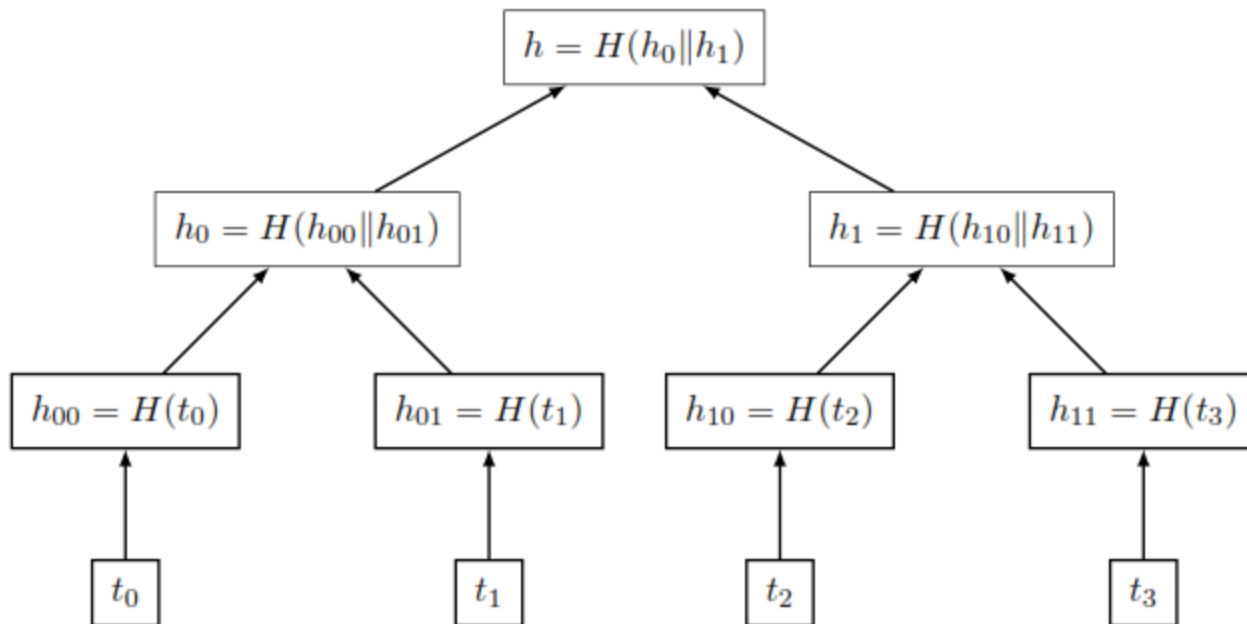 h = H(h₀∥h₁)
h₀ = H(h₀₀∥h₀₁) h₁ = H(h₁₀∥h₁₁)
h₀₀ = H(t₀) h₀₁ = H(t₁) h₁₀ = H(t₂) h₁₁ = H(t₃)
t₀ t₁ t₂ t₃